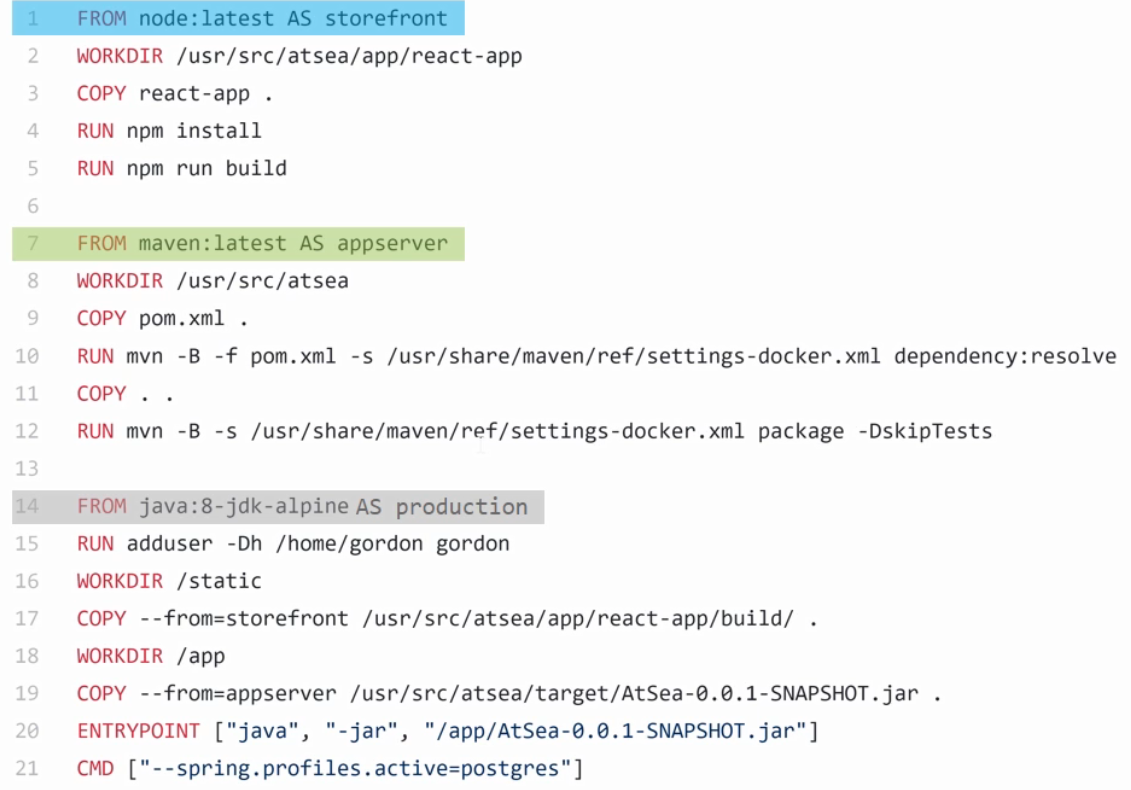 1 FROM node:latest AS storefront
2 WORKDIR /usr/src/atsea/app/react-app
3 COPY react-app .
4 RUN npm install
5 RUN npm run build
6
7 FROM maven:latest AS appserver
8 WORKDIR /usr/src/atsea
9 COPY pom.xml .
10 RUN mvn -B -f pom.xml -s /usr/share/maven/ref/settings-docker.xml dependency:resolve
11 COPY . .
12 RUN mvn -B -s /usr/share/maven/ref/settings-docker.xml package -DskipTests
13
14 FROM java:8-jdk-alpine AS production
15 RUN adduser -Dh /home/gordon gordon
16 WORKDIR /static
17 COPY --from=storefront /usr/src/atsea/app/react-app/build/ .
18 WORKDIR /app
19 COPY --from=appserver /usr/src/atsea/target/AtSea-0.0.1-SNAPSHOT.jar .
20 ENTRYPOINT ["java", "-jar", "/app/AtSea-0.0.1-SNAPSHOT.jar"]
21 CMD ["--spring.profiles.active=postgres"]